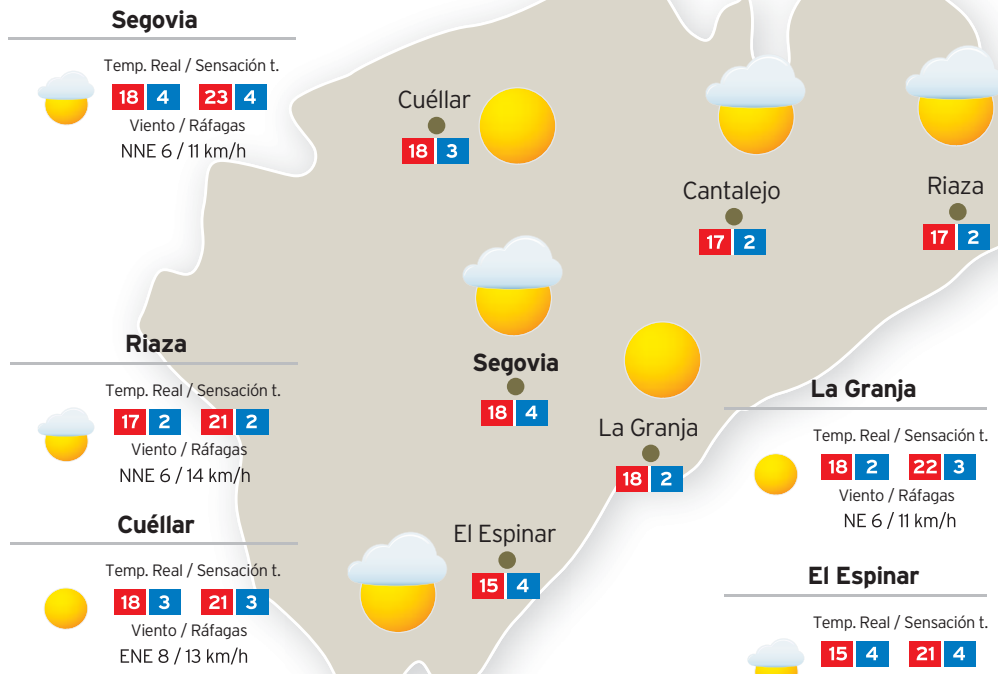 Segovia
Temp. Real / Sensación t.
18 4 23 4
Viento / Ráfagas
NNE 6 / 11 km/h
Cuéllar
18 3
Cantalejo
17 2
Riaza
17 2
Segovia
18 4
La Granja
18 2
El Espinar
15 4
Riaza
Temp. Real / Sensación t.
17 2 21 2
Viento / Ráfagas
NNE 6 / 14 km/h
Cuéllar
Temp. Real / Sensación t.
18 3 21 3
Viento / Ráfagas
ENE 8 / 13 km/h
La Granja
Temp. Real / Sensación t.
18 2 22 3
Viento / Ráfagas
NE 6 / 11 km/h
El Espinar
Temp. Real / Sensación t.
15 4 21 4